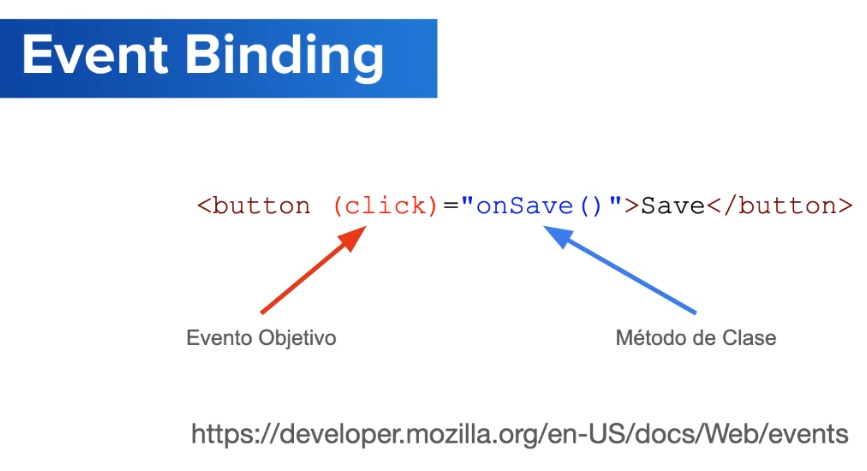 Event Binding
<button (click)="onSave()">Save</button>
Evento Objetivo
Método de Clase
https://developer.mozilla.org/en-US/docs/Web/events